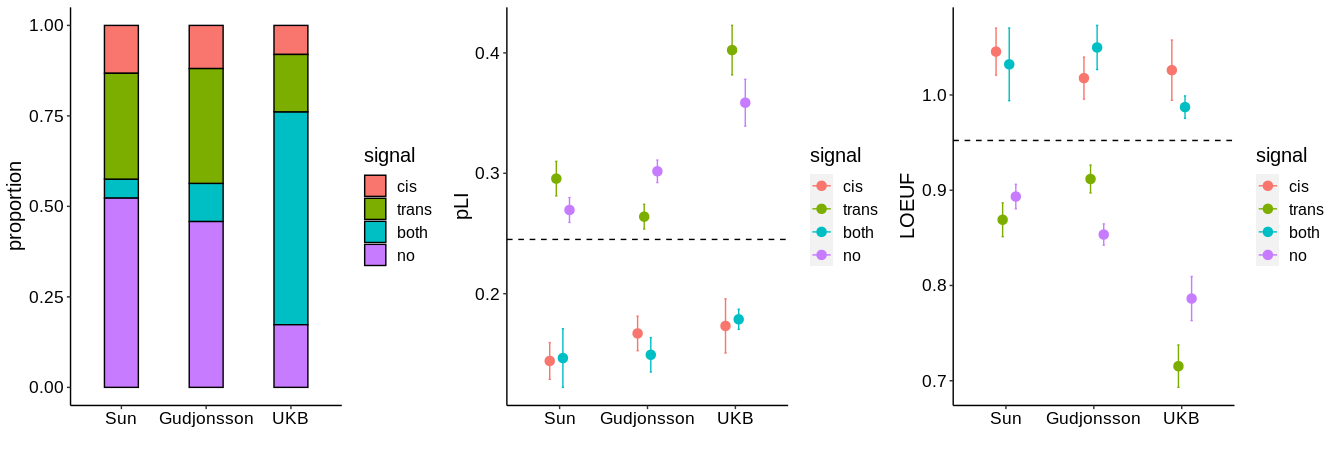 proportion
1.00
0.75
0.50
0.25
0.00
Sun Gudjonsson UKB
signal
cis
trans
both
no
pLI
0.4
0.3
0.2
Sun Gudjonsson UKB
signal
cis
trans
both
no
LOEUF
1.0
0.9
0.8
0.7
Sun Gudjonsson UKB
signal
cis
trans
both
no